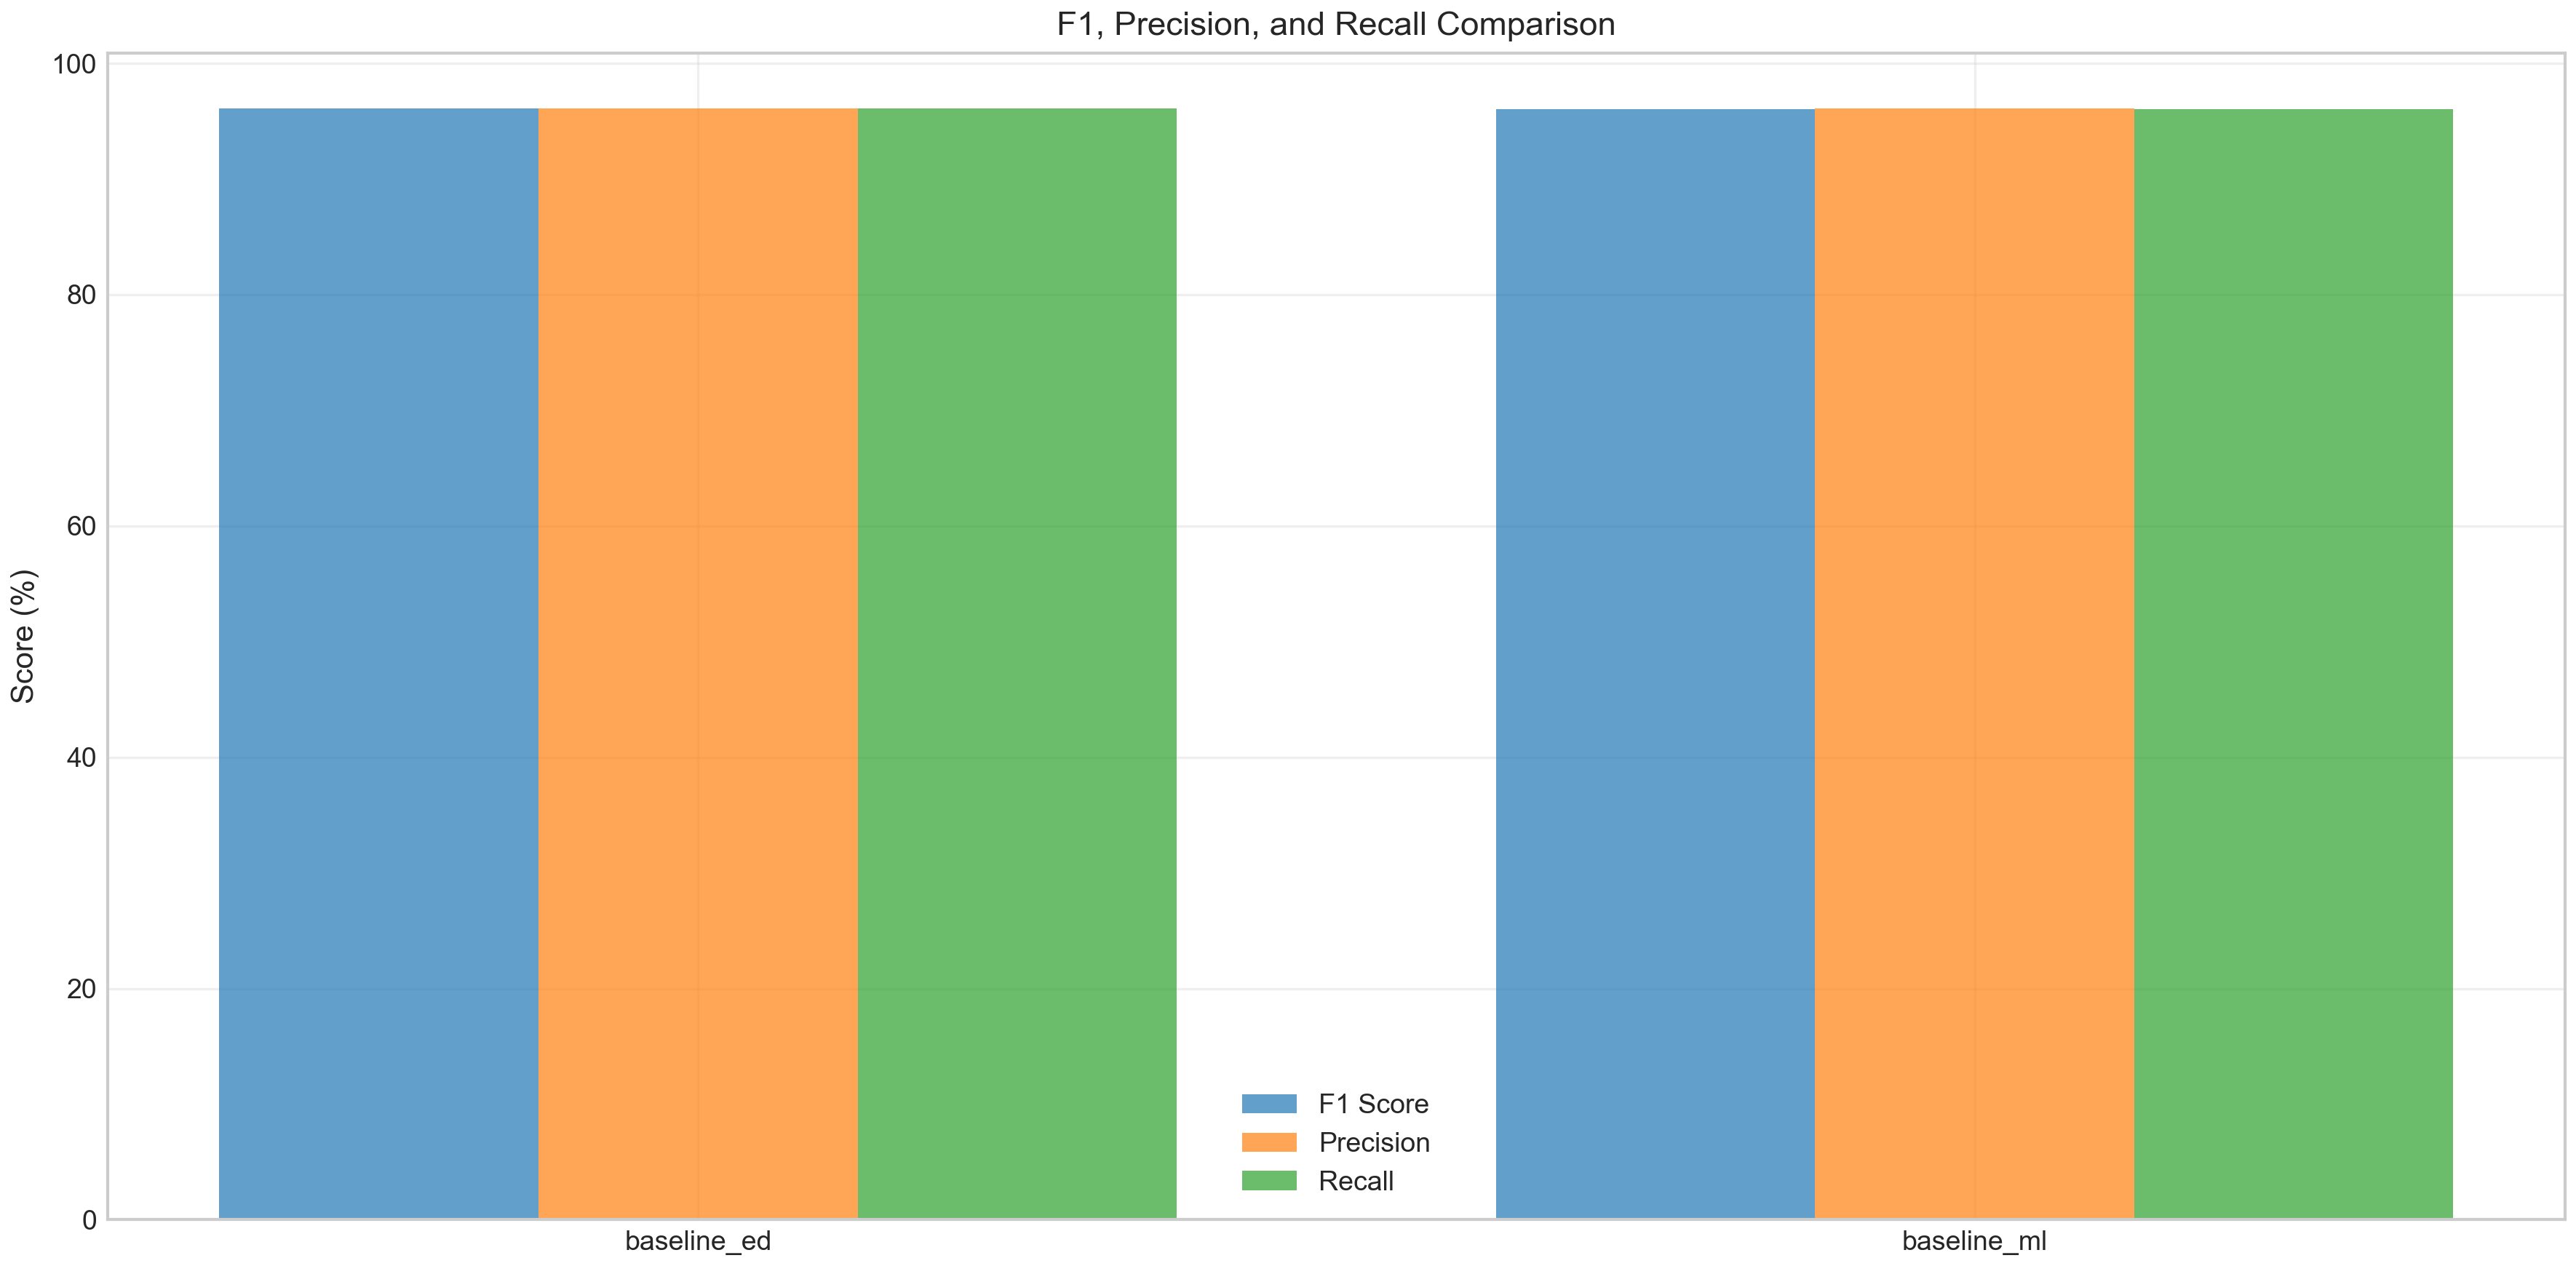 F1, Precision, and Recall Comparison
Score (%)
100
80
60
40
20
0
F1 Score
Precision
Recall
baseline_ed
baseline_ml